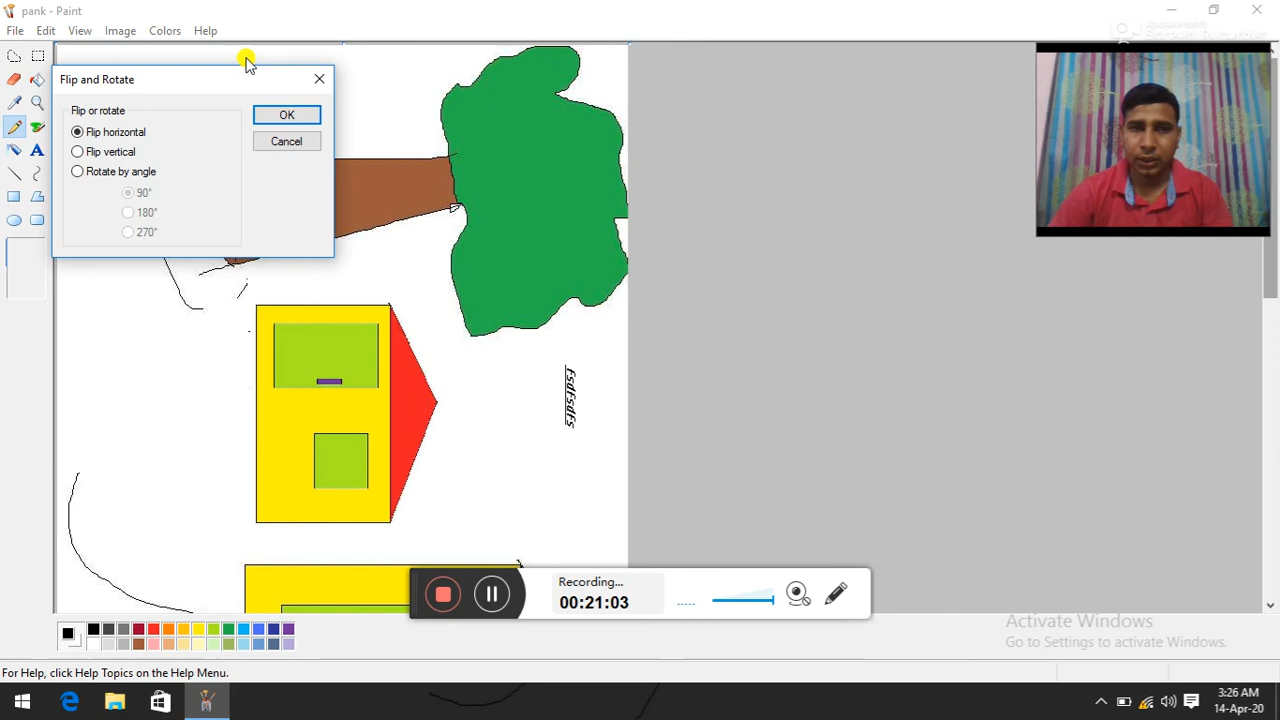 pank - Paint
File Edit View Image Colors Help
Flip and Rotate
Flip or rotate
Flip horizontal
Flip vertical
Rotate by angle
90°
180°
270°
OK
Cancel
fsdfsdfs
Recording...
00:21:03
Activate Windows
Go to Settings to activate Windows.
For Help, click Help Topics on the Help Menu.
3:26 AM
14-Apr-20